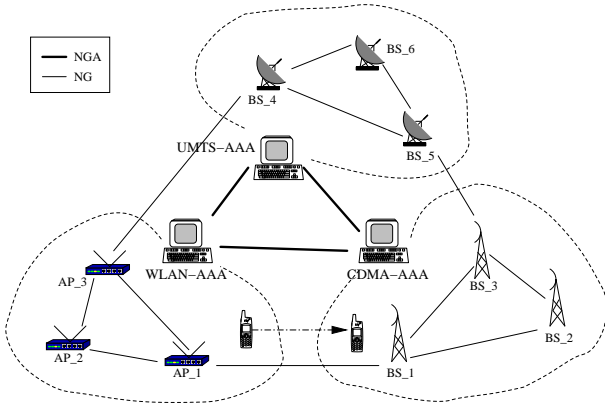 NGA
NG
BS_6
BS_4
BS_5
UMTS-AAA
WLAN-AAA
CDMA-AAA
AP_3
BS_3
BS_2
AP_2
AP_1
BS_1